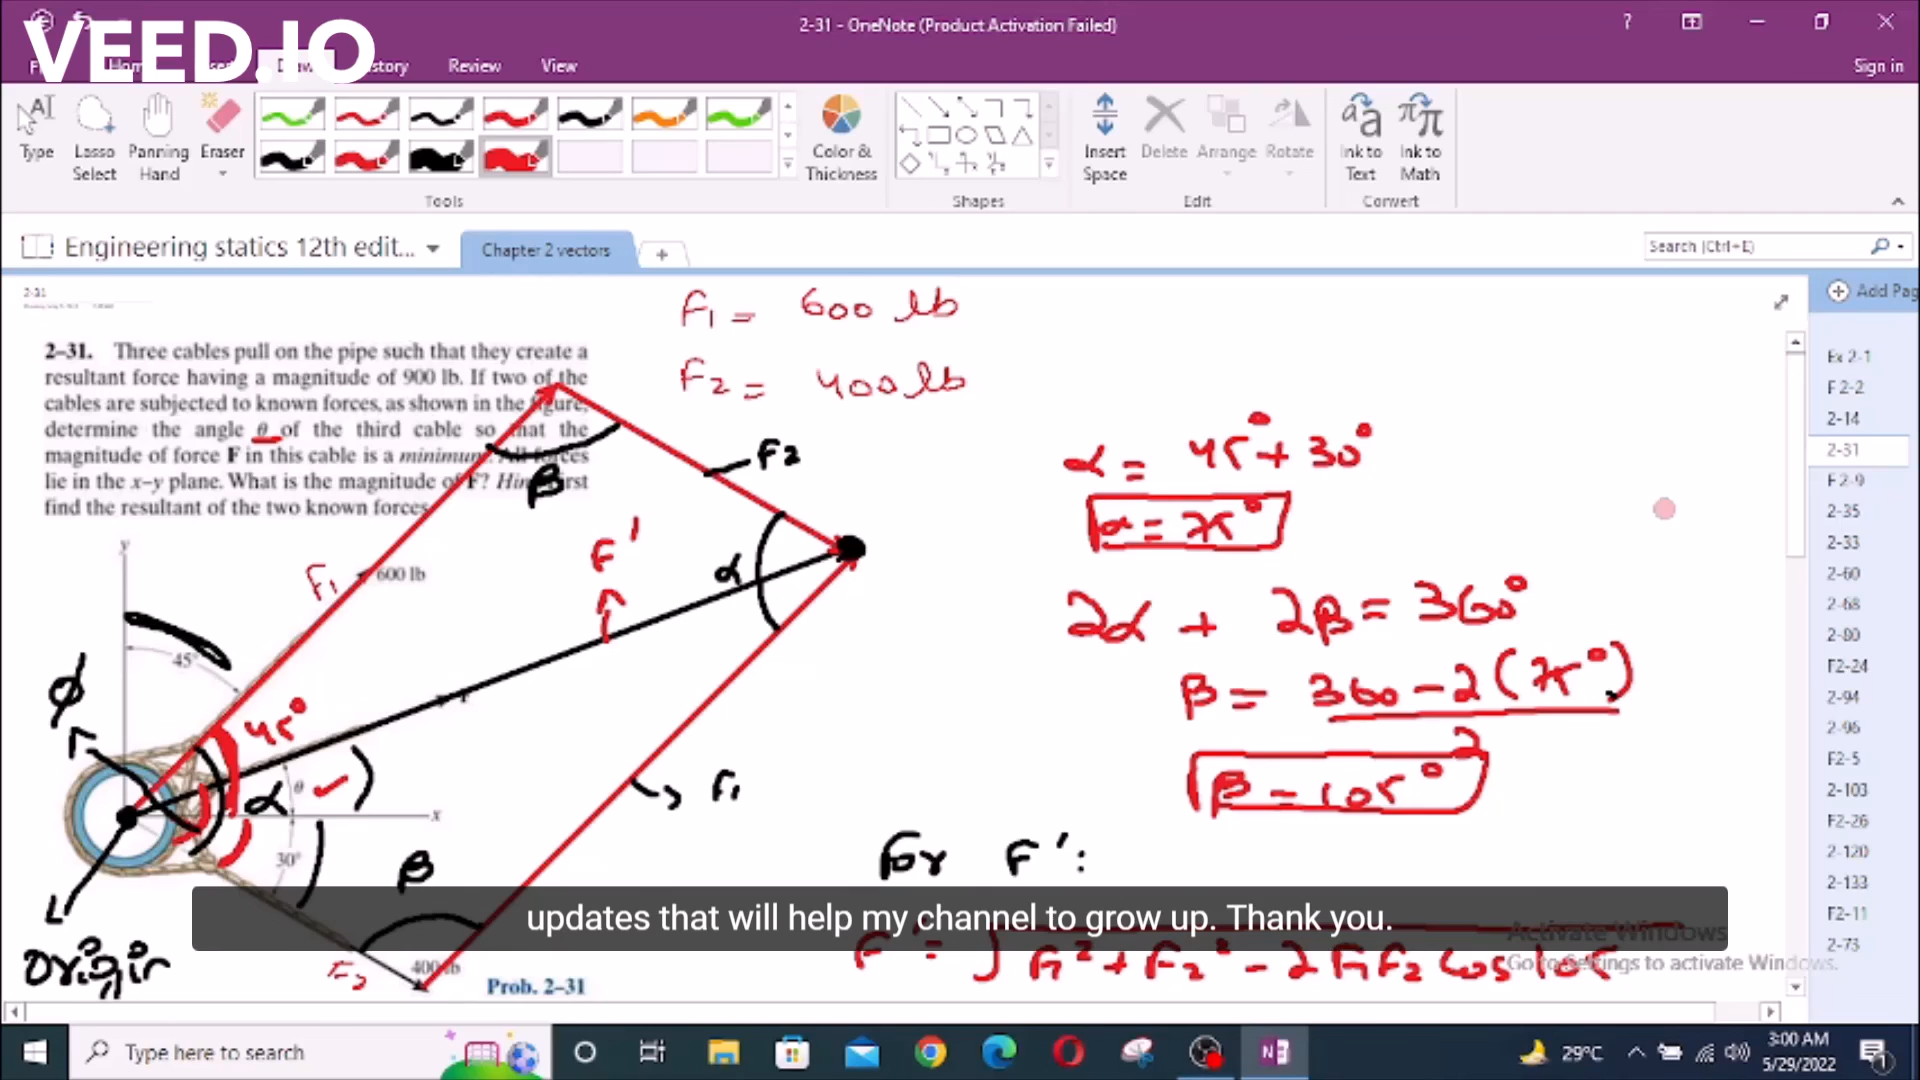 VEED.IO
2-31 - OneNote (Product Activation Failed)
?
Review View
Sign in
Type
Lasso Select
Panning Hand
Eraser
Color & Thickness
Insert Space
Delete
Arrange
Rotate
Ink to Text
Ink to Math
Tools
Shapes
Edit
Convert
Engineering statics 12th edit...
Chapter 2 vectors
Search (Ctrl+E)
2-31
Add Pag
2–31. Three cables pull on the pipe such that they create a
resultant force having a magnitude of 900 lb. If two of the
cables are subjected to known forces, as shown in the figure,
determine the angle θ of the third cable so that the
magnitude of force F in this cable is a minimum. All forces
lie in the x–y plane. What is the magnitude of F? Hint: First
find the resultant of the two known forces.
F1 = 600 lb
F2 = 400 lb
α = 45° + 30°
α = 75°
2α + 2β = 360°
β = 360 - 2(75°)
2
β = 105°
For F':
F' = √ F1² + F2² - 2F1F2 Cos 105
y
45°
600 lb
F1
β
F2
F'
α
ϕ
45°
α
θ
x
30°
β
F1
Origin
F2
400 lb
Prob. 2–31
updates that will help my channel to grow up. Thank you.
Activate Windows
Go to Settings to activate Windows.
Ex 2-1
F 2-2
2-14
2-31
F 2-9
2-35
2-33
2-60
2-68
2-80
F2-24
2-94
2-96
F2-5
2-103
F2-26
2-120
2-133
F2-11
2-73
Type here to search
29°C
3:00 AM
5/29/2022
1